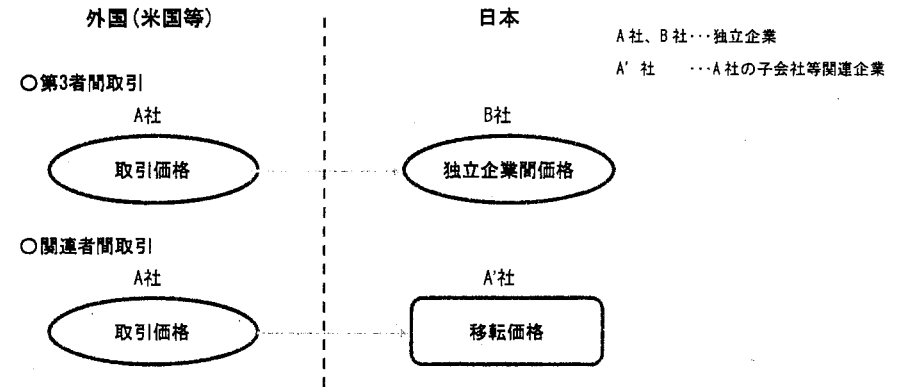 外国(米国等)
日本
A社、B社･･･独立企業
A' 社 ･･･A社の子会社等関連企業
○第3者間取引
A社
B社
取引価格
独立企業間価格
○関連者間取引
A社
A'社
取引価格
移転価格